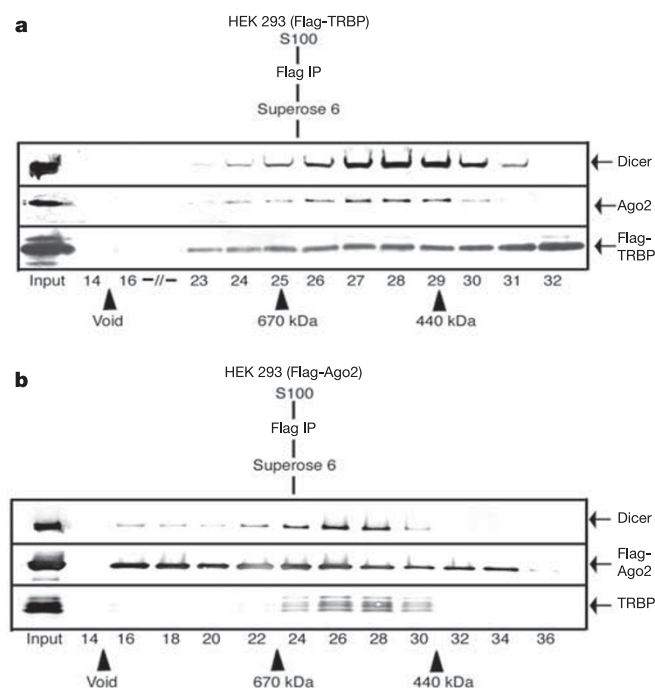 a
HEK 293 (Flag-TRBP)
S100
Flag IP
Superose 6
Dicer
Ago2
Flag-
TRBP
Input 14 16 –//– 23 24 25 26 27 28 29 30 31 32
Void 670 kDa 440 kDa
b
HEK 293 (Flag-Ago2)
S100
Flag IP
Superose 6
Dicer
Flag-
Ago2
TRBP
Input 14 16 18 20 22 24 26 28 30 32 34 36
Void 670 kDa 440 kDa